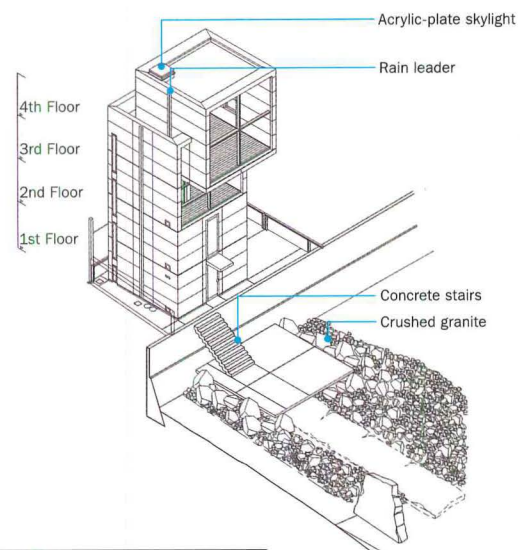 Acrylic-plate skylight
Rain leader
4th Floor
3rd Floor
2nd Floor
1st Floor
Concrete stairs
Crushed granite